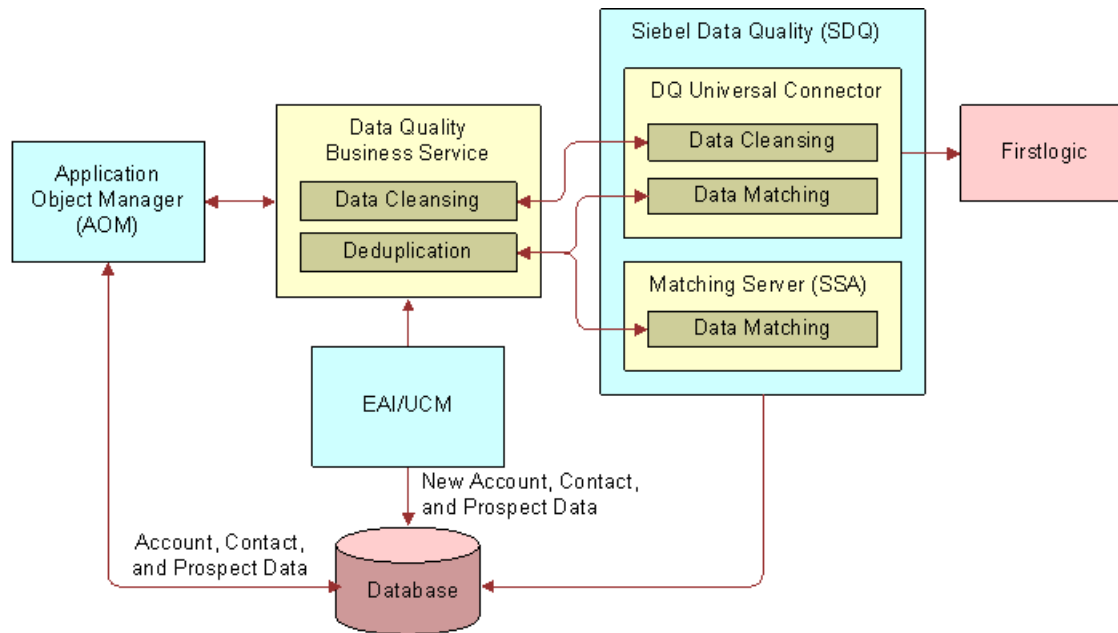 Siebel Data Quality (SDQ)
DQ Universal Connector
Data Cleansing
Data Matching
Firstlogic
Data Quality
Business Service
Data Cleansing
Deduplication
Application
Object Manager
(AOM)
Matching Server (SSA)
Data Matching
EAI/UCM
New Account, Contact,
and Prospect Data
Account, Contact,
and Prospect Data
Database